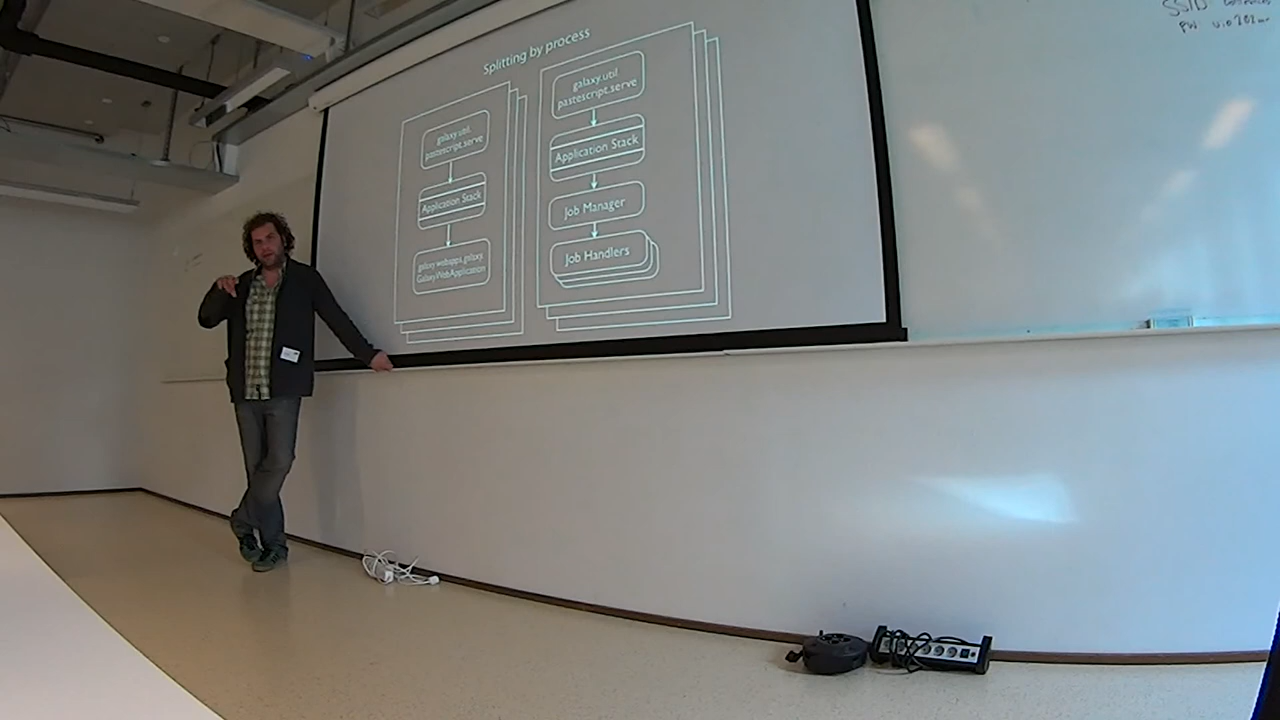 Splitting by process
galaxy.util
pastescript.serve
Application Stack
galaxy.webapps.galaxy
GalaxyWebApplication
galaxy.util
pastescript.serve
Application Stack
Job Manager
Job Handlers
SSID